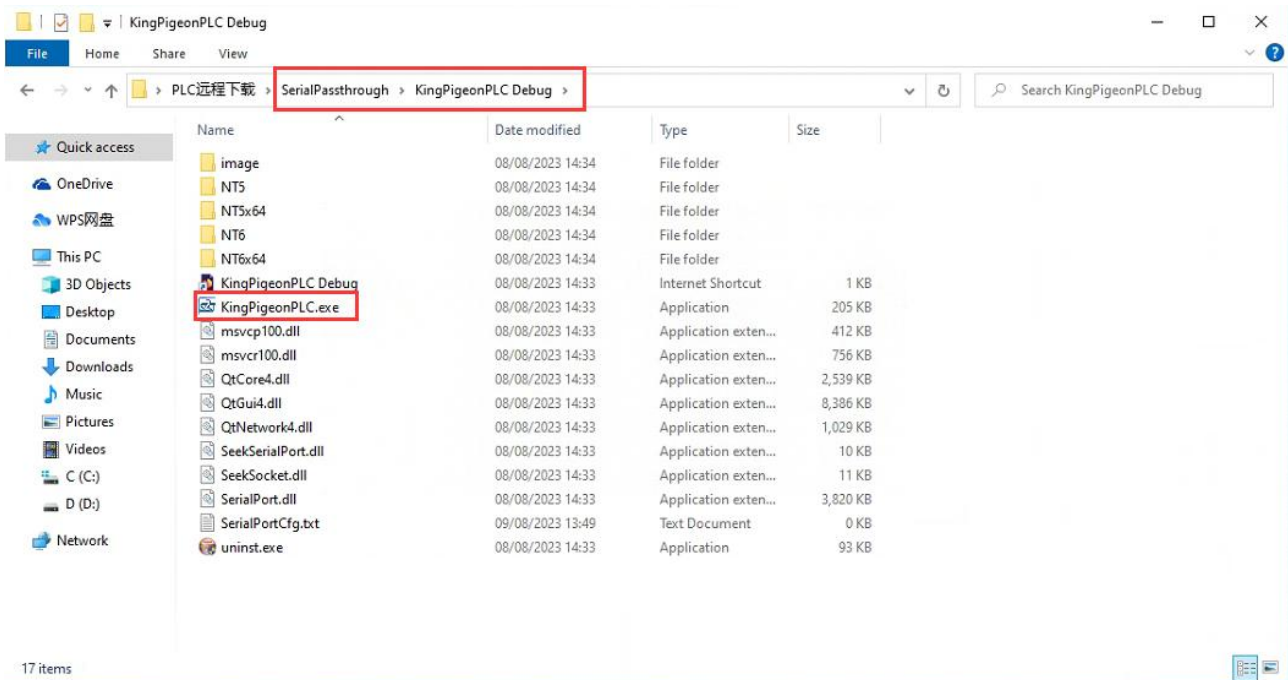 KingPigeonPLC Debug
File Home Share View
PLC远程下载 › SerialPassthrough › KingPigeonPLC Debug › Search KingPigeonPLC Debug
Name Date modified Type Size
Quick access
OneDrive
WPS网盘
This PC
3D Objects
Desktop
Documents
Downloads
Music
Pictures
Videos
C (C:)
D (D:)
Network
image 08/08/2023 14:34 File folder
NT5 08/08/2023 14:34 File folder
NT5x64 08/08/2023 14:34 File folder
NT6 08/08/2023 14:34 File folder
NT6x64 08/08/2023 14:34 File folder
KingPigeonPLC Debug 08/08/2023 14:33 Internet Shortcut 1 KB
KingPigeonPLC.exe 08/08/2023 14:33 Application 205 KB
msvcp100.dll 08/08/2023 14:33 Application exten... 412 KB
msvcr100.dll 08/08/2023 14:33 Application exten... 756 KB
QtCore4.dll 08/08/2023 14:33 Application exten... 2,539 KB
QtGui4.dll 08/08/2023 14:33 Application exten... 8,386 KB
QtNetwork4.dll 08/08/2023 14:33 Application exten... 1,029 KB
SeekSerialPort.dll 08/08/2023 14:33 Application exten... 10 KB
SeekSocket.dll 08/08/2023 14:33 Application exten... 11 KB
SerialPort.dll 08/08/2023 14:33 Application exten... 3,820 KB
SerialPortCfg.txt 09/08/2023 13:49 Text Document 0 KB
uninst.exe 08/08/2023 14:33 Application 93 KB
17 items